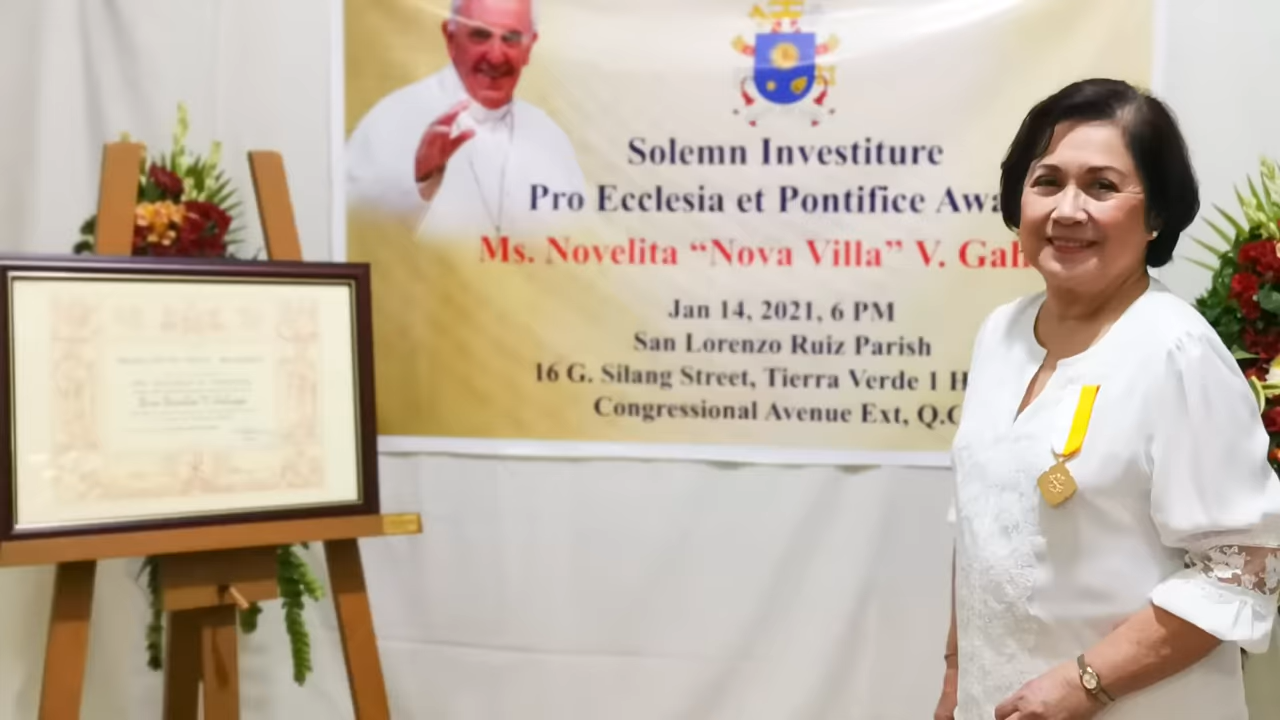 Solemn Investiture
Pro Ecclesia et Pontifice Awa
Ms. Novelita “Nova Villa” V. Gah
Jan 14, 2021, 6 PM
San Lorenzo Ruiz Parish
16 G. Silang Street, Tierra Verde 1 H
Congressional Avenue Ext, Q.C